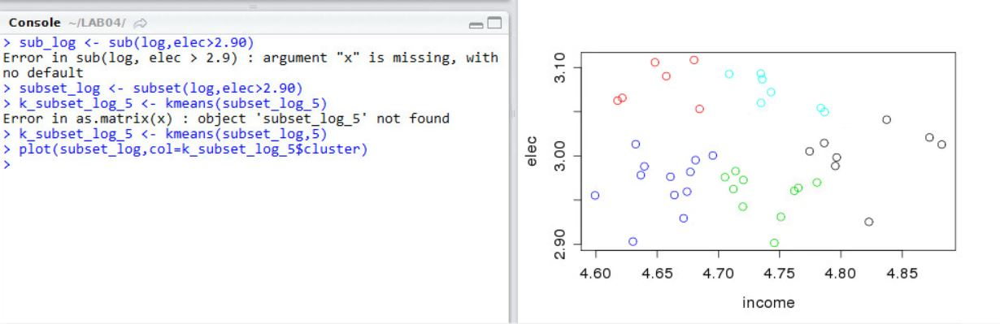 Console ~/LAB04/
> sub_log <- sub(log,elec>2.90)
Error in sub(log, elec > 2.9) : argument "x" is missing, with
no default
> subset_log <- subset(log,elec>2.90)
> k_subset_log_5 <- kmeans(subset_log_5)
Error in as.matrix(x) : object 'subset_log_5' not found
> k_subset_log_5 <- kmeans(subset_log,5)
> plot(subset_log,col=k_subset_log_5$cluster)
>
elec
3.10
3.00
2.90
4.60 4.65 4.70 4.75 4.80 4.85
income